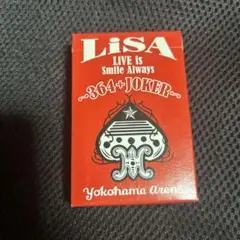 LiSA
LiVE is
Smile Always
~364+JOKER~
Yokohama Arena